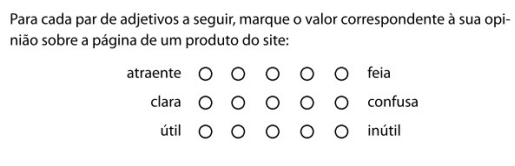 Para cada par de adjetivos a seguir, marque o valor correspondente à sua opi-
nião sobre a página de um produto do site:
atraente ○ ○ ○ ○ ○ feia
clara ○ ○ ○ ○ ○ confusa
útil ○ ○ ○ ○ ○ inútil